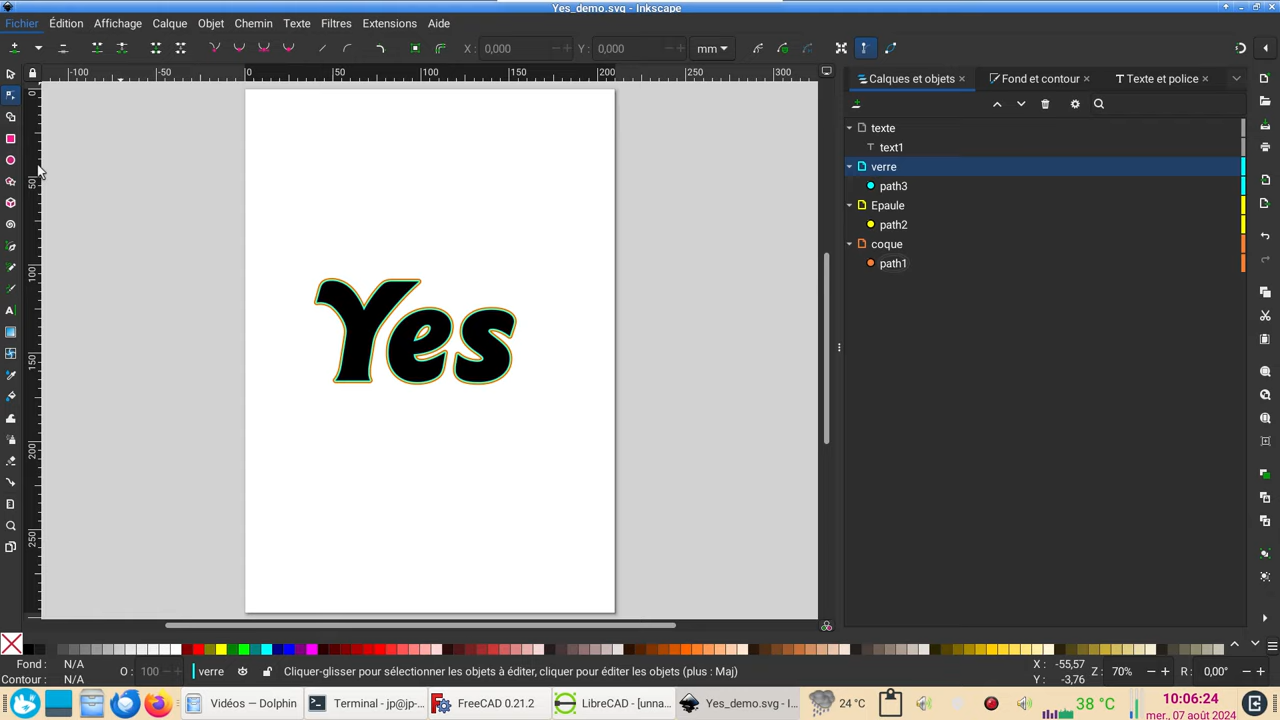 Yes_demo.svg - Inkscape
Fichier Édition Affichage Calque Objet Chemin Texte Filtres Extensions Aide
X : 0,000 Y : 0,000 mm
-100 -50 0 50 100 150 200 250 300
Calques et objets Fond et contour Texte et police
texte
text1
verre
path3
Epaule
path2
coque
path1
0
50
100
150
200
250
Yes
Fond : N/A O : 100 verre Cliquer-glisser pour sélectionner les objets à éditer, cliquer pour éditer les objets (plus : Maj) X : -55,57 Z : 70% R : 0,00°
Contour : N/A Y : -3,76
Vidéos — Dolphin Terminal - jp@jp-... FreeCAD 0.21.2 LibreCAD - [unna... Yes_demo.svg - I... 24 °C 38 °C 10:06:24
mer., 07 août 2024